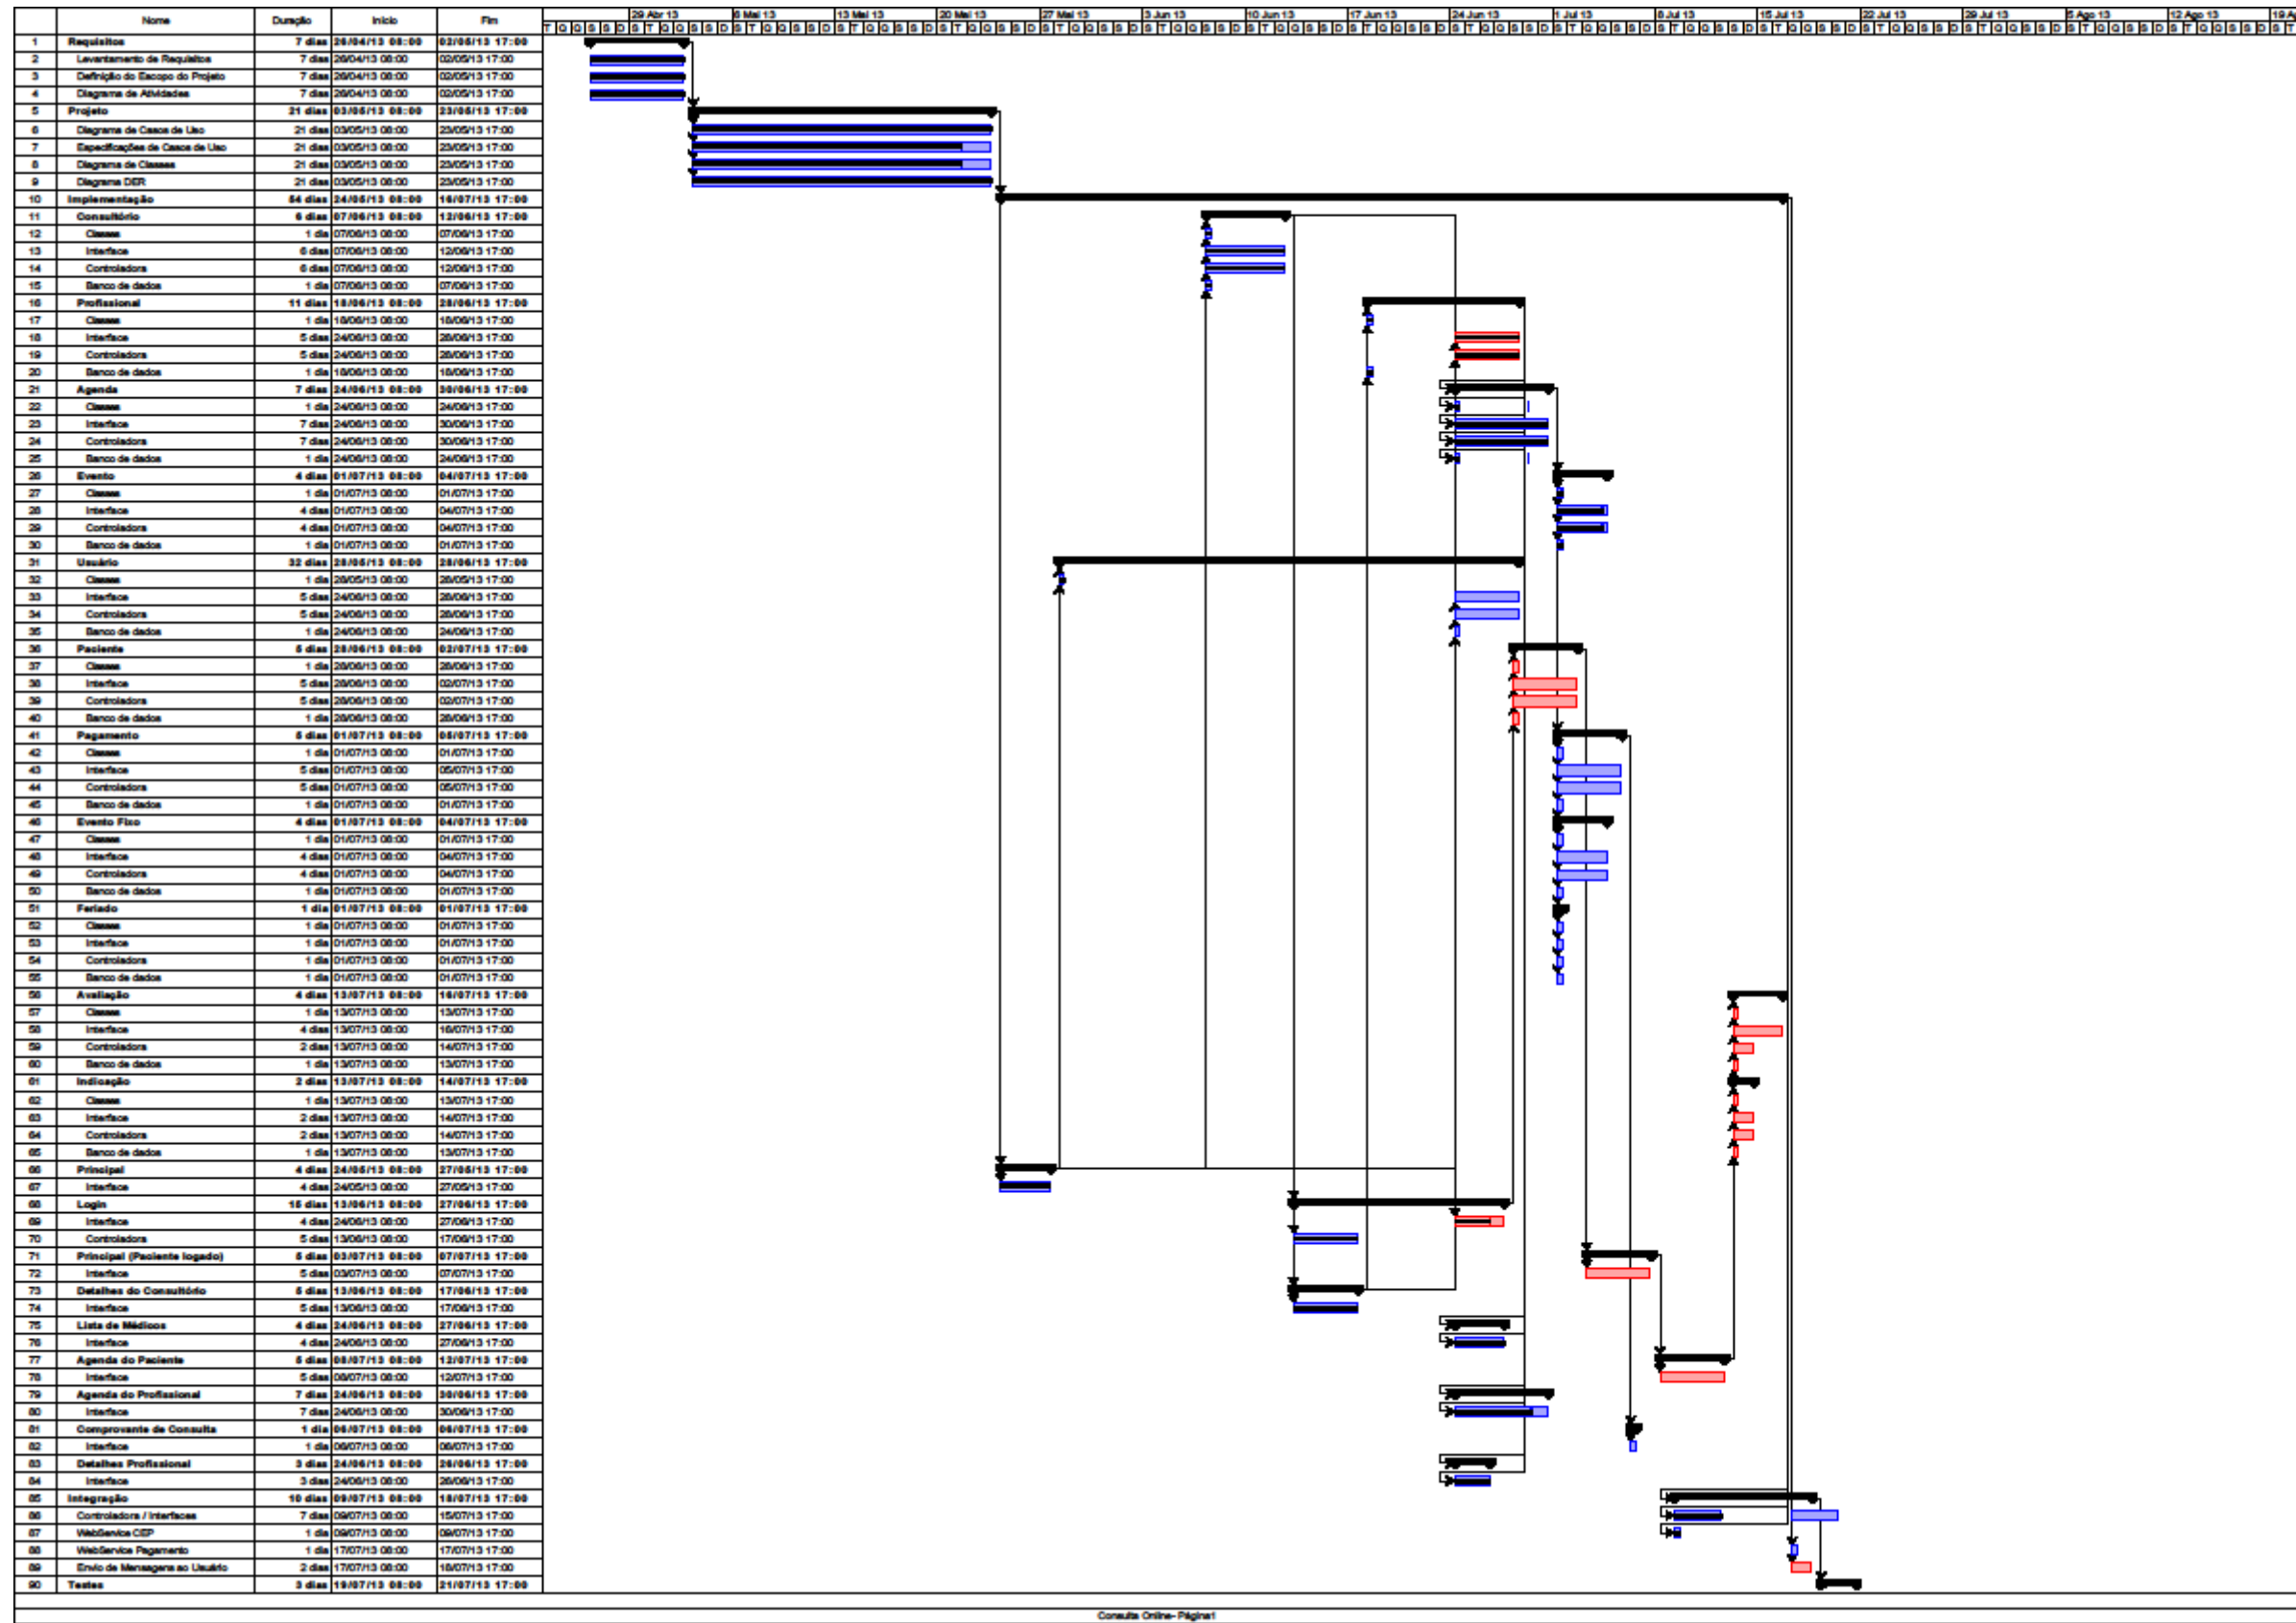 Nome Duração Início Fim 29 Abr 13 6 Mai 13 13 Mai 13 20 Mai 13 27 Mai 13 3 Jun 13 10 Jun 13 17 Jun 13 24 Jun 13 1 Jul 13 8 Jul 13 15 Jul 13 22 Jul 13 29 Jul 13 5 Ago 13 12 Ago 13
1 Requisitos 7 dias 26/04/13 08:00 02/05/13 17:00
2 Levantamento de Requisitos 7 dias 26/04/13 08:00 02/05/13 17:00
3 Definição do Escopo do Projeto 7 dias 26/04/13 08:00 02/05/13 17:00
4 Diagrama de Atividades 7 dias 26/04/13 08:00 02/05/13 17:00
5 Projeto 21 dias 03/05/13 08:00 23/05/13 17:00
6 Diagrama de Casos de Uso 21 dias 03/05/13 08:00 23/05/13 17:00
7 Especificações de Casos de Uso 21 dias 03/05/13 08:00 23/05/13 17:00
8 Diagrama de Classes 21 dias 03/05/13 08:00 23/05/13 17:00
9 Diagrama DER 21 dias 03/05/13 08:00 23/05/13 17:00
10 Implementação 54 dias 24/05/13 08:00 16/07/13 17:00
11 Consultório 6 dias 07/06/13 08:00 12/06/13 17:00
12 Classes 1 dia 07/06/13 08:00 07/06/13 17:00
13 Interface 6 dias 07/06/13 08:00 12/06/13 17:00
14 Controladora 6 dias 07/06/13 08:00 12/06/13 17:00
15 Banco de dados 1 dia 07/06/13 08:00 07/06/13 17:00
16 Profissional 11 dias 18/06/13 08:00 28/06/13 17:00
17 Classes 1 dia 18/06/13 08:00 18/06/13 17:00
18 Interface 5 dias 24/06/13 08:00 28/06/13 17:00
19 Controladora 5 dias 24/06/13 08:00 28/06/13 17:00
20 Banco de dados 1 dia 18/06/13 08:00 18/06/13 17:00
21 Agenda 7 dias 24/06/13 08:00 30/06/13 17:00
22 Classes 1 dia 24/06/13 08:00 24/06/13 17:00
23 Interface 7 dias 24/06/13 08:00 30/06/13 17:00
24 Controladora 7 dias 24/06/13 08:00 30/06/13 17:00
25 Banco de dados 1 dia 24/06/13 08:00 24/06/13 17:00
26 Evento 4 dias 01/07/13 08:00 04/07/13 17:00
27 Classes 1 dia 01/07/13 08:00 01/07/13 17:00
28 Interface 4 dias 01/07/13 08:00 04/07/13 17:00
29 Controladora 4 dias 01/07/13 08:00 04/07/13 17:00
30 Banco de dados 1 dia 01/07/13 08:00 01/07/13 17:00
31 Usuário 32 dias 28/05/13 08:00 28/06/13 17:00
32 Classes 1 dia 28/05/13 08:00 28/05/13 17:00
33 Interface 5 dias 24/06/13 08:00 28/06/13 17:00
34 Controladora 5 dias 24/06/13 08:00 28/06/13 17:00
35 Banco de dados 1 dia 24/06/13 08:00 24/06/13 17:00
36 Paciente 5 dias 28/06/13 08:00 02/07/13 17:00
37 Classes 1 dia 28/06/13 08:00 28/06/13 17:00
38 Interface 5 dias 28/06/13 08:00 02/07/13 17:00
39 Controladora 5 dias 28/06/13 08:00 02/07/13 17:00
40 Banco de dados 1 dia 28/06/13 08:00 28/06/13 17:00
41 Pagamento 5 dias 01/07/13 08:00 05/07/13 17:00
42 Classes 1 dia 01/07/13 08:00 01/07/13 17:00
43 Interface 5 dias 01/07/13 08:00 05/07/13 17:00
44 Controladora 5 dias 01/07/13 08:00 05/07/13 17:00
45 Banco de dados 1 dia 01/07/13 08:00 01/07/13 17:00
46 Evento Fixo 4 dias 01/07/13 08:00 04/07/13 17:00
47 Classes 1 dia 01/07/13 08:00 01/07/13 17:00
48 Interface 4 dias 01/07/13 08:00 04/07/13 17:00
49 Controladora 4 dias 01/07/13 08:00 04/07/13 17:00
50 Banco de dados 1 dia 01/07/13 08:00 01/07/13 17:00
51 Feriado 1 dia 01/07/13 08:00 01/07/13 17:00
52 Classes 1 dia 01/07/13 08:00 01/07/13 17:00
53 Interface 1 dia 01/07/13 08:00 01/07/13 17:00
54 Controladora 1 dia 01/07/13 08:00 01/07/13 17:00
55 Banco de dados 1 dia 01/07/13 08:00 01/07/13 17:00
56 Avaliação 4 dias 13/07/13 08:00 16/07/13 17:00
57 Classes 1 dia 13/07/13 08:00 13/07/13 17:00
58 Interface 4 dias 13/07/13 08:00 16/07/13 17:00
59 Controladora 2 dias 13/07/13 08:00 14/07/13 17:00
60 Banco de dados 1 dia 13/07/13 08:00 13/07/13 17:00
61 Indicação 2 dias 13/07/13 08:00 14/07/13 17:00
62 Classes 1 dia 13/07/13 08:00 13/07/13 17:00
63 Interface 2 dias 13/07/13 08:00 14/07/13 17:00
64 Controladora 2 dias 13/07/13 08:00 14/07/13 17:00
65 Banco de dados 1 dia 13/07/13 08:00 13/07/13 17:00
66 Principal 4 dias 24/05/13 08:00 27/05/13 17:00
67 Interface 4 dias 24/05/13 08:00 27/05/13 17:00
68 Login 15 dias 13/06/13 08:00 27/06/13 17:00
69 Interface 4 dias 24/06/13 08:00 27/06/13 17:00
70 Controladora 5 dias 13/06/13 08:00 17/06/13 17:00
71 Principal (Paciente logado) 5 dias 03/07/13 08:00 07/07/13 17:00
72 Interface 5 dias 03/07/13 08:00 07/07/13 17:00
73 Detalhes do Consultório 5 dias 13/06/13 08:00 17/06/13 17:00
74 Interface 5 dias 13/06/13 08:00 17/06/13 17:00
75 Lista de Médicos 4 dias 24/06/13 08:00 27/06/13 17:00
76 Interface 4 dias 24/06/13 08:00 27/06/13 17:00
77 Agenda do Paciente 5 dias 08/07/13 08:00 12/07/13 17:00
78 Interface 5 dias 08/07/13 08:00 12/07/13 17:00
79 Agenda do Profissional 7 dias 24/06/13 08:00 30/06/13 17:00
80 Interface 7 dias 24/06/13 08:00 30/06/13 17:00
81 Comprovante de Consulta 1 dia 06/07/13 08:00 06/07/13 17:00
82 Interface 1 dia 06/07/13 08:00 06/07/13 17:00
83 Detalhes Profissional 3 dias 24/06/13 08:00 26/06/13 17:00
84 Interface 3 dias 24/06/13 08:00 26/06/13 17:00
85 Integração 10 dias 09/07/13 08:00 18/07/13 17:00
86 Controladora / Interfaces 7 dias 09/07/13 08:00 15/07/13 17:00
87 WebService CEP 1 dia 09/07/13 08:00 09/07/13 17:00
88 WebService Pagamento 1 dia 17/07/13 08:00 17/07/13 17:00
89 Envio de Mensagens ao Usuário 2 dias 17/07/13 08:00 18/07/13 17:00
90 Testes 3 dias 19/07/13 08:00 21/07/13 17:00
Consulta Online- Página1